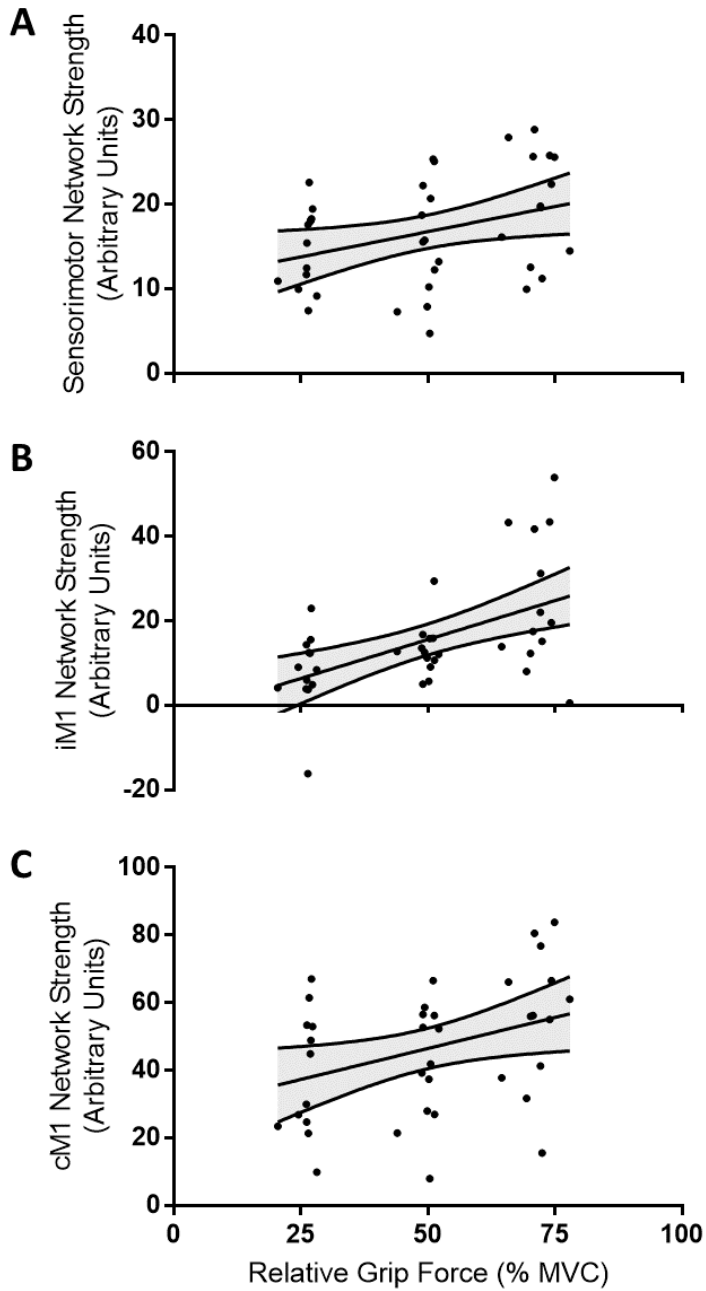 A
Sensorimotor Network Strength
(Arbitrary Units)
40
30
20
10
0
B
iM1 Network Strength
(Arbitrary Units)
60
40
20
0
-20
C
cM1 Network Strength
(Arbitrary Units)
100
80
60
40
20
0
0 25 50 75 100
Relative Grip Force (% MVC)